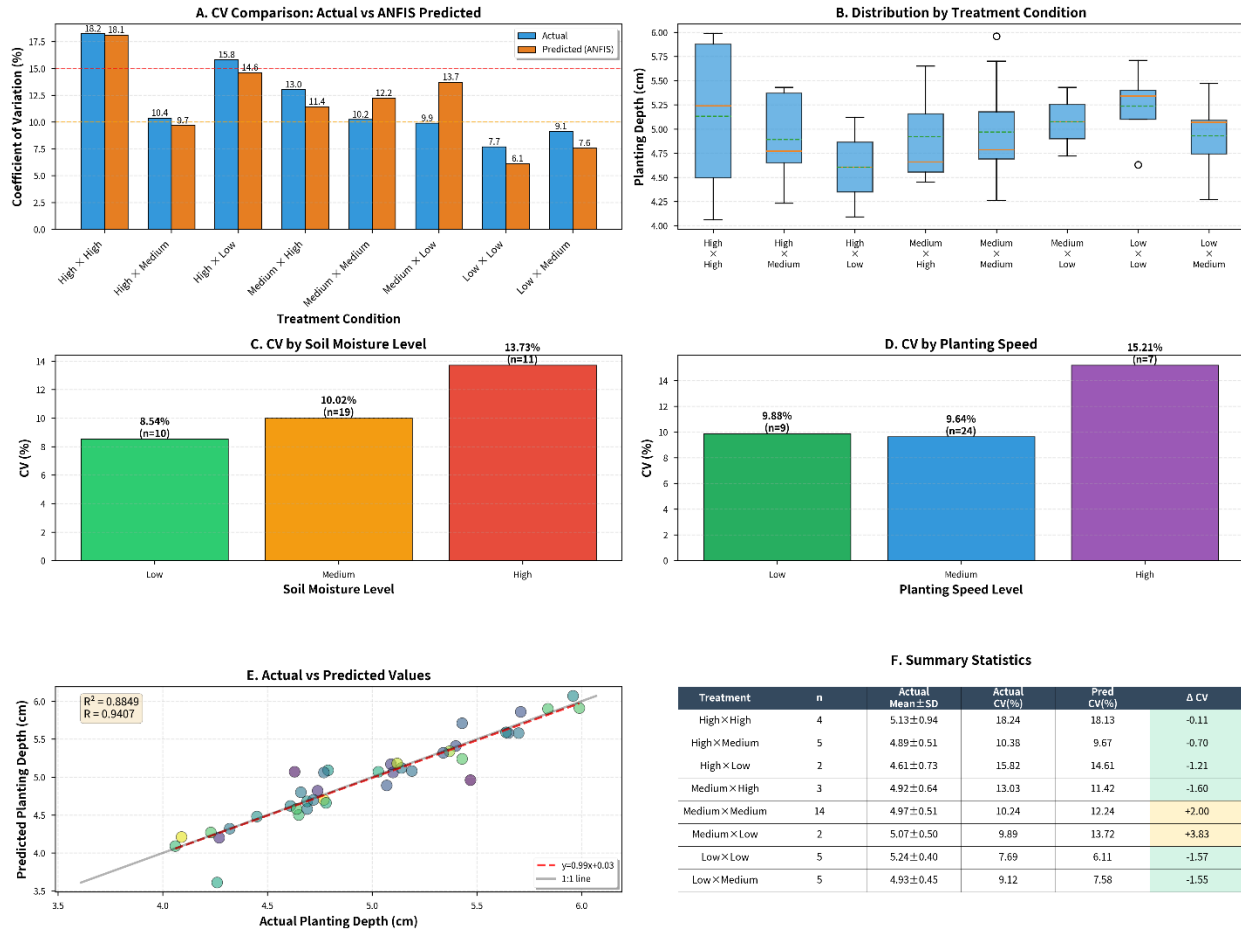 A. CV Comparison: Actual vs ANFIS Predicted
Coefficient of Variation (%)
17.5
15.0
12.5
10.0
7.5
5.0
2.5
0.0
18.2 18.1
10.4 9.7
15.8 14.6
13.0 11.4
10.2 12.2
9.9 13.7
7.7 6.1
9.1 7.6
Actual
Predicted (ANFIS)
High × High
High × Medium
High × Low
Medium × High
Medium × Medium
Medium × Low
Low × Low
Low × Medium
Treatment Condition
B. Distribution by Treatment Condition
Planting Depth (cm)
6.00
5.75
5.50
5.25
5.00
4.75
4.50
4.25
4.00
High × High
High × Medium
High × Low
Medium × High
Medium × Medium
Medium × Low
Low × Low
Low × Medium
C. CV by Soil Moisture Level
CV (%)
14
12
10
8
6
4
2
0
8.54%
(n=10)
10.02%
(n=19)
13.73%
(n=11)
Low Medium High
Soil Moisture Level
D. CV by Planting Speed
CV (%)
14
12
10
8
6
4
2
0
9.88%
(n=9)
9.64%
(n=24)
15.21%
(n=7)
Low Medium High
Planting Speed Level
E. Actual vs Predicted Values
Predicted Planting Depth (cm)
6.0
5.5
5.0
4.5
4.0
3.5
R² = 0.8849
R = 0.9407
y=0.99x+0.03
1:1 line
3.5 4.0 4.5 5.0 5.5 6.0
Actual Planting Depth (cm)
F. Summary Statistics
Treatment n Actual Mean±SD Actual CV(%) Pred CV(%) Δ CV
High×High 4 5.13±0.94 18.24 18.13 -0.11
High×Medium 5 4.89±0.51 10.38 9.67 -0.70
High×Low 2 4.61±0.73 15.82 14.61 -1.21
Medium×High 3 4.92±0.64 13.03 11.42 -1.60
Medium×Medium 14 4.97±0.51 10.24 12.24 +2.00
Medium×Low 2 5.07±0.50 9.89 13.72 +3.83
Low×Low 5 5.24±0.40 7.69 6.11 -1.57
Low×Medium 5 4.93±0.45 9.12 7.58 -1.55